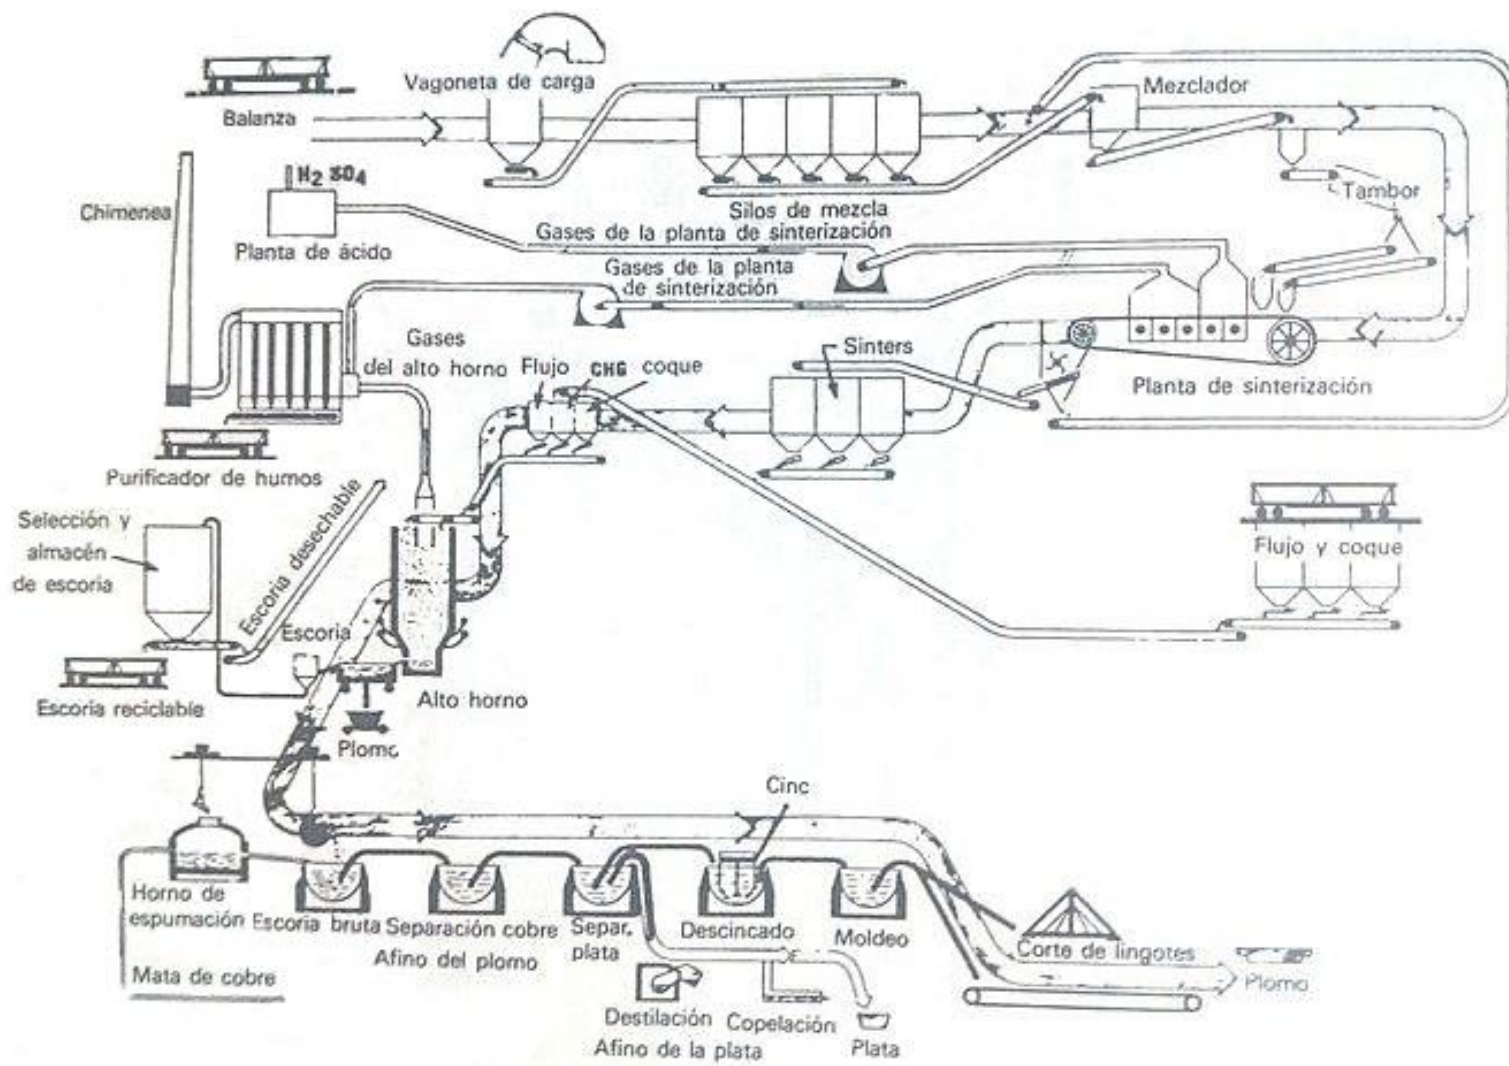 Vagoneta de carga
Balanza
Mezclador
H2 SO4
Chimenea
Planta de ácido
Silos de mezcla
Gases de la planta de sinterización
Tambor
Gases de la planta
de sinterización
Gases
del alto horno
Flujo
CHG
coque
Sinters
Planta de sinterización
Purificador de humos
Selección y
almacén
de escoria
Escoria desechable
Escoria
Flujo y coque
Escoria reciclable
Alto horno
Plomo
Cinc
Horno de
espumación
Escoria bruta
Separación cobre
Separ.
plata
Descincado
Moldeo
Afino del plomo
Corte de lingotes
Mata de cobre
Plomo
Destilación
Copelación
Afino de la plata
Plata